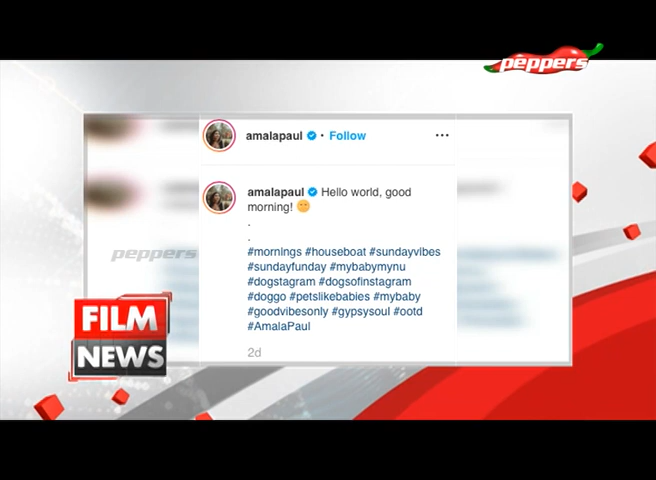 peppers
amalapaul • Follow ...
amalapaul Hello world, good
morning! 😁
.
.
#mornings #houseboat #sundayvibes
#sundayfunday #mybabymynu
#dogstagram #dogsofinstagram
#doggo #petslikebabies #mybaby
#goodvibesonly #gypsysoul #ootd
#AmalaPaul
2d
peppers
FILM
NEWS